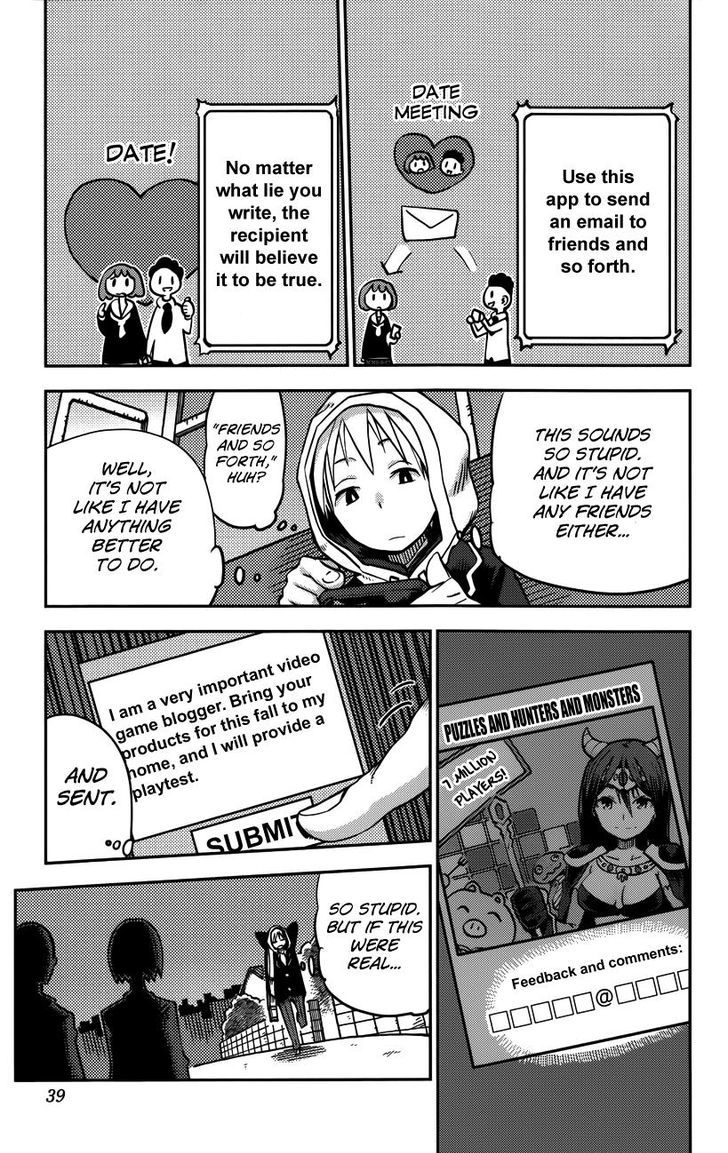 DATE
MEETING
Use this
app to send
an email to
friends and
so forth.
DATE!
No matter
what lie you
write, the
recipient
will believe
it to be true.
THIS SOUNDS
SO STUPID.
AND IT'S NOT
LIKE I HAVE
ANY FRIENDS
EITHER...
"FRIENDS
AND SO
FORTH,"
HUH?
WELL,
IT'S NOT
LIKE I HAVE
ANYTHING
BETTER
TO DO.
PUZZLES AND HUNTERS AND MONSTERS
7 MILLION
PLAYERS!
Feedback and comments:
□□□□□@□□□□
I am a very important video
game blogger. Bring your
products for this fall to my
home, and I will provide a
playtest.
SUBMIT
AND
SENT.
SO STUPID.
BUT IF THIS
WERE
REAL...
39